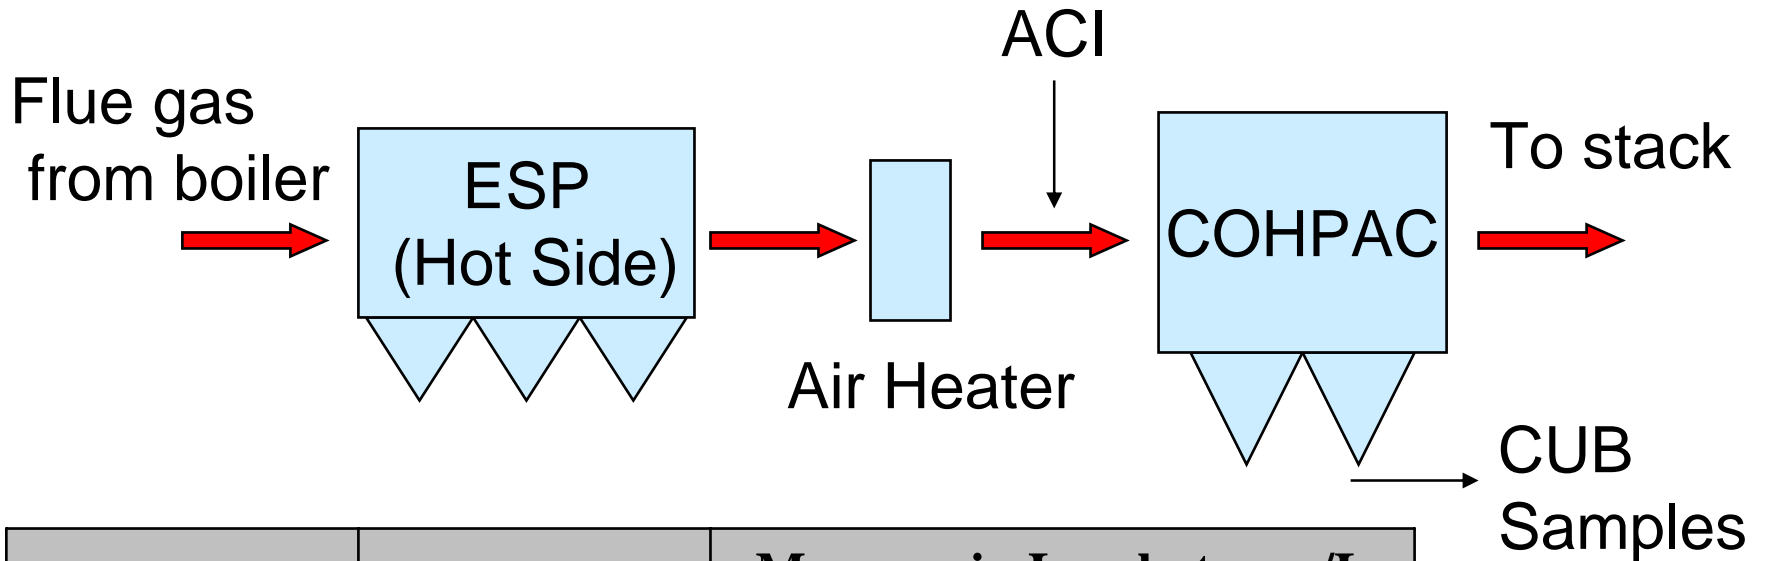 ACI
Flue gas
from boiler
ESP
(Hot Side)
Air Heater
COHPAC
To stack
CUB
Samples